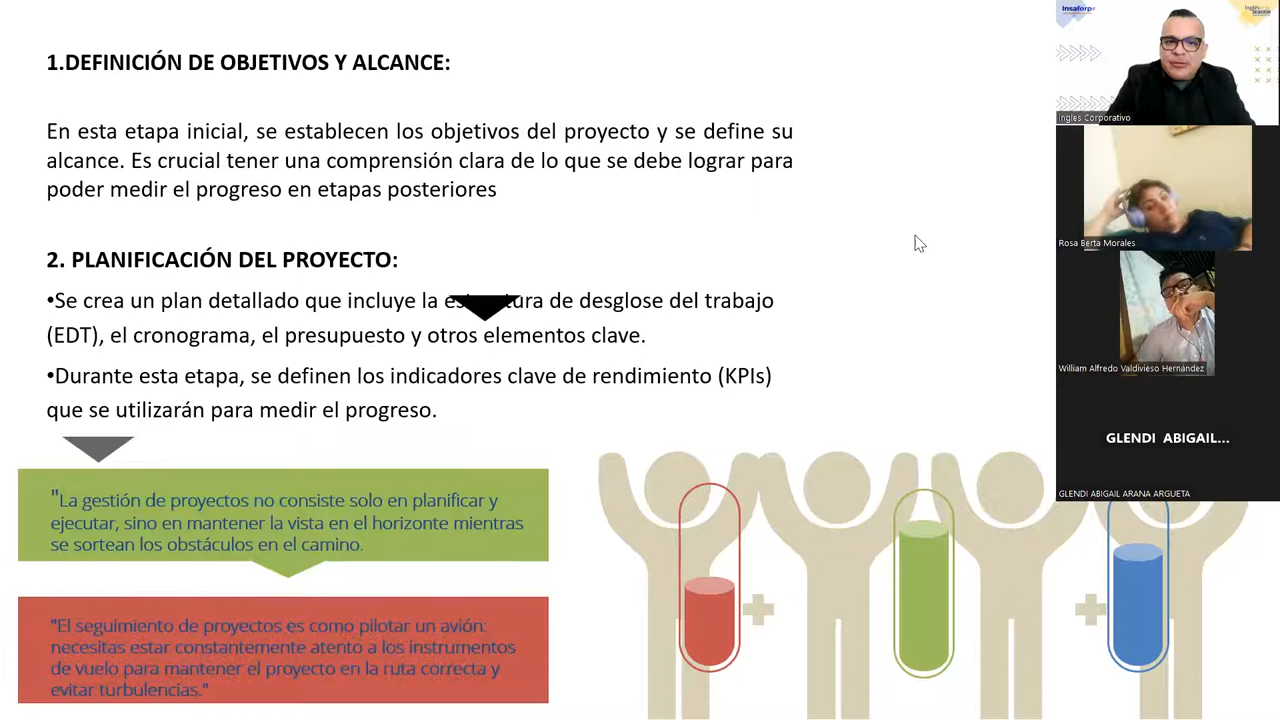 1.DEFINICIÓN DE OBJETIVOS Y ALCANCE:
En esta etapa inicial, se establecen los objetivos del proyecto y se define su
alcance. Es crucial tener una comprensión clara de lo que se debe lograr para
poder medir el progreso en etapas posteriores
2. PLANIFICACIÓN DEL PROYECTO:
•Se crea un plan detallado que incluye la es ura de desglose del trabajo
(EDT), el cronograma, el presupuesto y otros elementos clave.
•Durante esta etapa, se definen los indicadores clave de rendimiento (KPIs)
que se utilizarán para medir el progreso.
"La gestión de proyectos no consiste solo en planificar y
ejecutar, sino en mantener la vista en el horizonte mientras
se sortean los obstáculos en el camino.
"El seguimiento de proyectos es como pilotar un avión:
necesitas estar constantemente atento a los instrumentos
de vuelo para mantener el proyecto en la ruta correcta y
evitar turbulencias."
Insaforp
Ingles Corporativo
Rosa Berta Morales
William Alfredo Valdivieso Hernández
GLENDI ABIGAIL...
GLENDI ABIGAIL ARANA ARGUETA